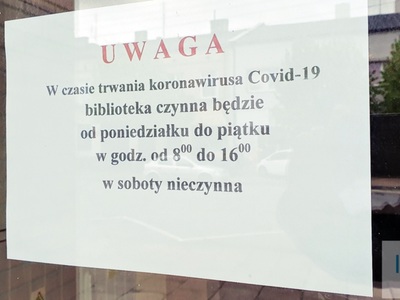 UWAGA
W czasie trwania koronawirusa Covid-19
biblioteka czynna będzie
od poniedziałku do piątku
w godz. od 8⁰⁰ do 16⁰⁰
w soboty nieczynna